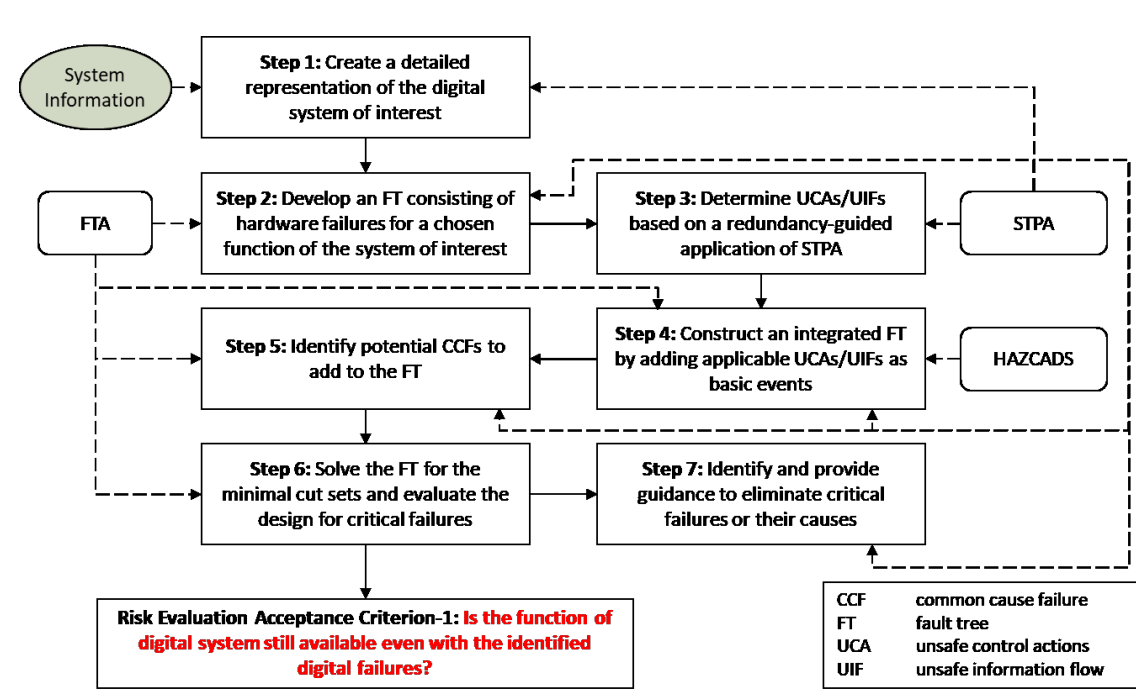 System
Information
Step 1: Create a detailed
representation of the digital
system of interest
FTA
Step 2: Develop an FT consisting of
hardware failures for a chosen
function of the system of interest
Step 3: Determine UCAs/UIFs
based on a redundancy-guided
application of STPA
STPA
Step 5: Identify potential CCFs to
add to the FT
Step 4: Construct an integrated FT
by adding applicable UCAs/UIFs as
basic events
HAZCADS
Step 6: Solve the FT for the
minimal cut sets and evaluate the
design for critical failures
Step 7: Identify and provide
guidance to eliminate critical
failures or their causes
Risk Evaluation Acceptance Criterion-1: Is the function of
digital system still available even with the identified
digital failures?
CCF common cause failure
FT fault tree
UCA unsafe control actions
UIF unsafe information flow